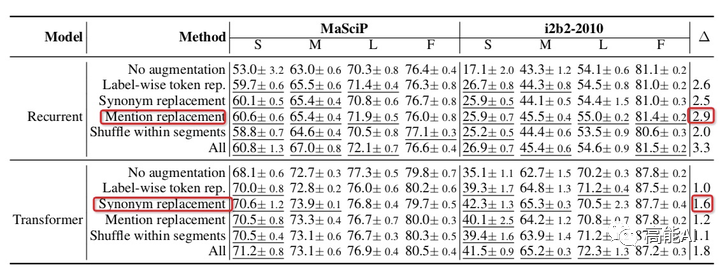 Model Method MaSciP i2b2-2010 Δ
S M L F S M L F
Recurrent
No augmentation 53.0± 3.2 63.0± 0.6 70.3± 0.8 76.4± 0.4 17.1± 2.0 43.3± 1.2 54.1± 0.6 81.1± 0.2
Label-wise token rep. 59.7± 0.6 65.5± 0.6 71.4± 0.4 76.3± 0.8 26.7± 0.8 44.3± 0.8 54.5± 0.8 81.0± 0.2 2.6
Synonym replacement 60.1± 0.5 65.4± 0.4 70.8± 0.6 76.7± 0.8 25.9± 0.5 44.1± 0.5 54.4± 1.5 81.0± 0.3 2.5
Mention replacement 60.6± 0.6 65.4± 0.4 71.9± 0.5 76.0± 0.8 25.9± 0.7 45.5± 0.4 55.0± 0.2 81.4± 0.2 2.9
Shuffle within segments 58.8± 0.7 64.6± 0.4 70.5± 0.8 77.1± 0.3 25.2± 0.5 44.4± 0.6 53.5± 0.9 80.6± 0.3 2.0
All 60.8± 1.3 67.0± 0.8 72.1± 0.7 76.6± 0.4 26.9± 0.7 45.4± 0.6 54.6± 0.9 81.5± 0.2 3.3
Transformer
No augmentation 68.1± 0.6 72.7± 0.3 77.3± 0.5 79.8± 0.7 35.1± 1.1 62.7± 1.5 70.2± 0.3 87.8± 0.2
Label-wise token rep. 70.0± 0.8 72.8± 0.2 76.0± 0.6 80.2± 0.6 39.3± 1.7 64.8± 1.3 71.2± 0.4 87.5± 0.2 1.0
Synonym replacement 70.6± 1.2 73.9± 0.1 76.8± 0.4 79.7± 0.5 42.3± 1.3 65.3± 0.3 70.5± 2.3 87.7± 0.4 1.6
Mention replacement 70.5± 0.8 73.3± 0.4 76.7± 0.7 80.0± 0.3 40.1± 2.5 64.2± 1.2 70.8± 87.8± 0.2 1.2
Shuffle within segments 70.5± 0.4 73.1± 0.6 76.7± 0.3 80.3± 0.5 39.4± 1.6 63.9± 1.4 71.2± 1.1
All 71.2± 0.8 73.1± 0.6 76.9± 0.4 80.5± 0.4 41.5± 0.9 65.2± 0.3 72.3± 1.3 87.2± 0.3 1.8
高能AI